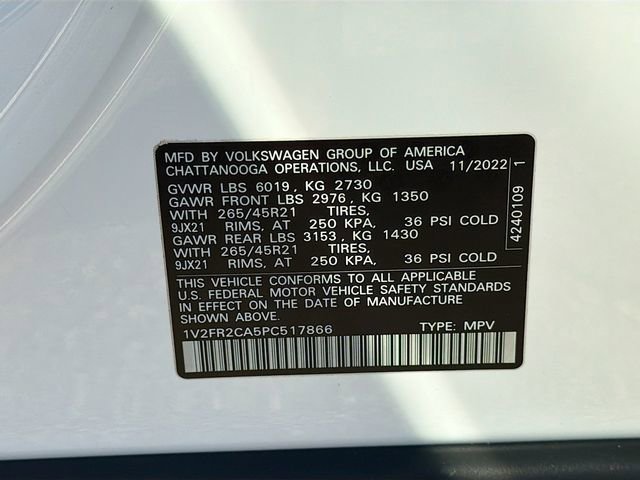 MFD BY VOLKSWAGEN GROUP OF AMERICA
CHATTANOOGA OPERATIONS, LLC. USA 11/2022
GVWR LBS 6019, KG 2730
GAWR FRONT LBS 2976, KG 1350
WITH 265/45R21 TIRES,
9JX21 RIMS, AT 250 KPA, 36 PSI COLD
GAWR REAR LBS 3153, KG 1430
WITH 265/45R21 TIRES,
9JX21 RIMS, AT 250 KPA, 36 PSI COLD
THIS VEHICLE CONFORMS TO ALL APPLICABLE
U.S. FEDERAL MOTOR VEHICLE SAFETY STANDARDS
IN EFFECT ON THE DATE OF MANUFACTURE
SHOWN ABOVE.
1V2FR2CA5PC517866 TYPE: MPV
4240109 1